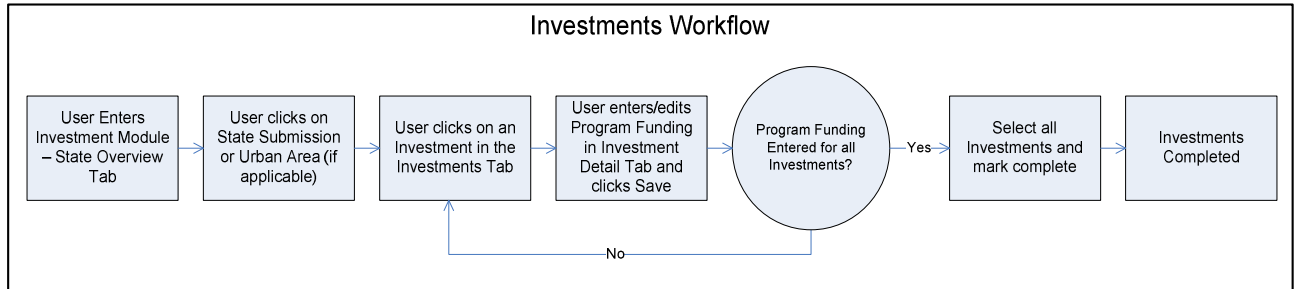 Investments Workflow
User Enters
Investment Module
– State Overview
Tab
User clicks on
State Submission
or Urban Area (if
applicable)
User clicks on an
Investment in the
Investments Tab
User enters/edits
Program Funding
in Investment
Detail Tab and
clicks Save
Program Funding
Entered for all
Investments?
Yes
Select all
Investments and
mark complete
Investments
Completed
No